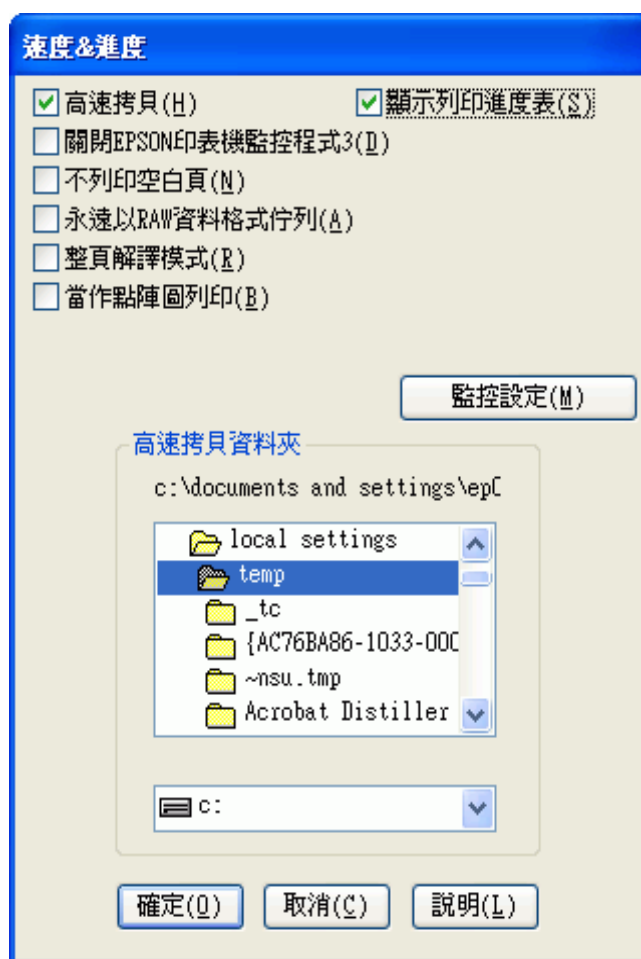 速度&進度
高速拷貝(H) 顯示列印進度表(S)
關閉EPSON印表機監控程式3(D)
不列印空白頁(N)
永遠以RAW資料格式佇列(A)
整頁解譯模式(R)
當作點陣圖列印(B)
監控設定(M)
高速拷貝資料夾
c:\documents and settings\ep
local settings
temp
_tc
{AC76BA86-1033-00
~nsu.tmp
Acrobat Distiller
c:
確定(O) 取消(C) 說明(L)